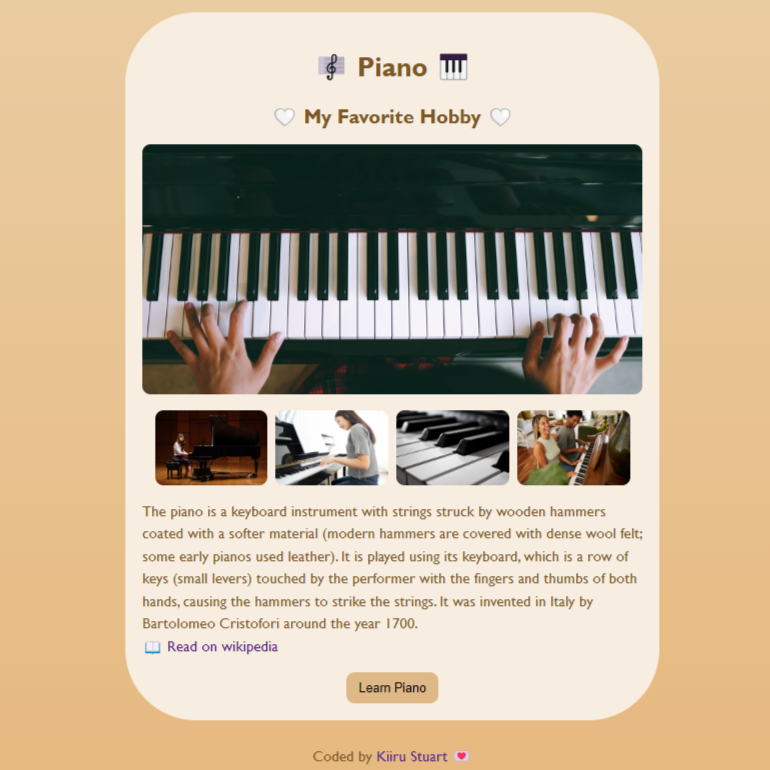 🎼 Piano 🎹
🤍 My Favorite Hobby 🤍
The piano is a keyboard instrument with strings struck by wooden hammers
coated with a softer material (modern hammers are covered with dense wool felt;
some early pianos used leather). It is played using its keyboard, which is a row of
keys (small levers) touched by the performer with the fingers and thumbs of both
hands, causing the hammers to strike the strings. It was invented in Italy by
Bartolomeo Cristofori around the year 1700.
📖 Read on wikipedia
Learn Piano
Coded by Kiiru Stuart 💌